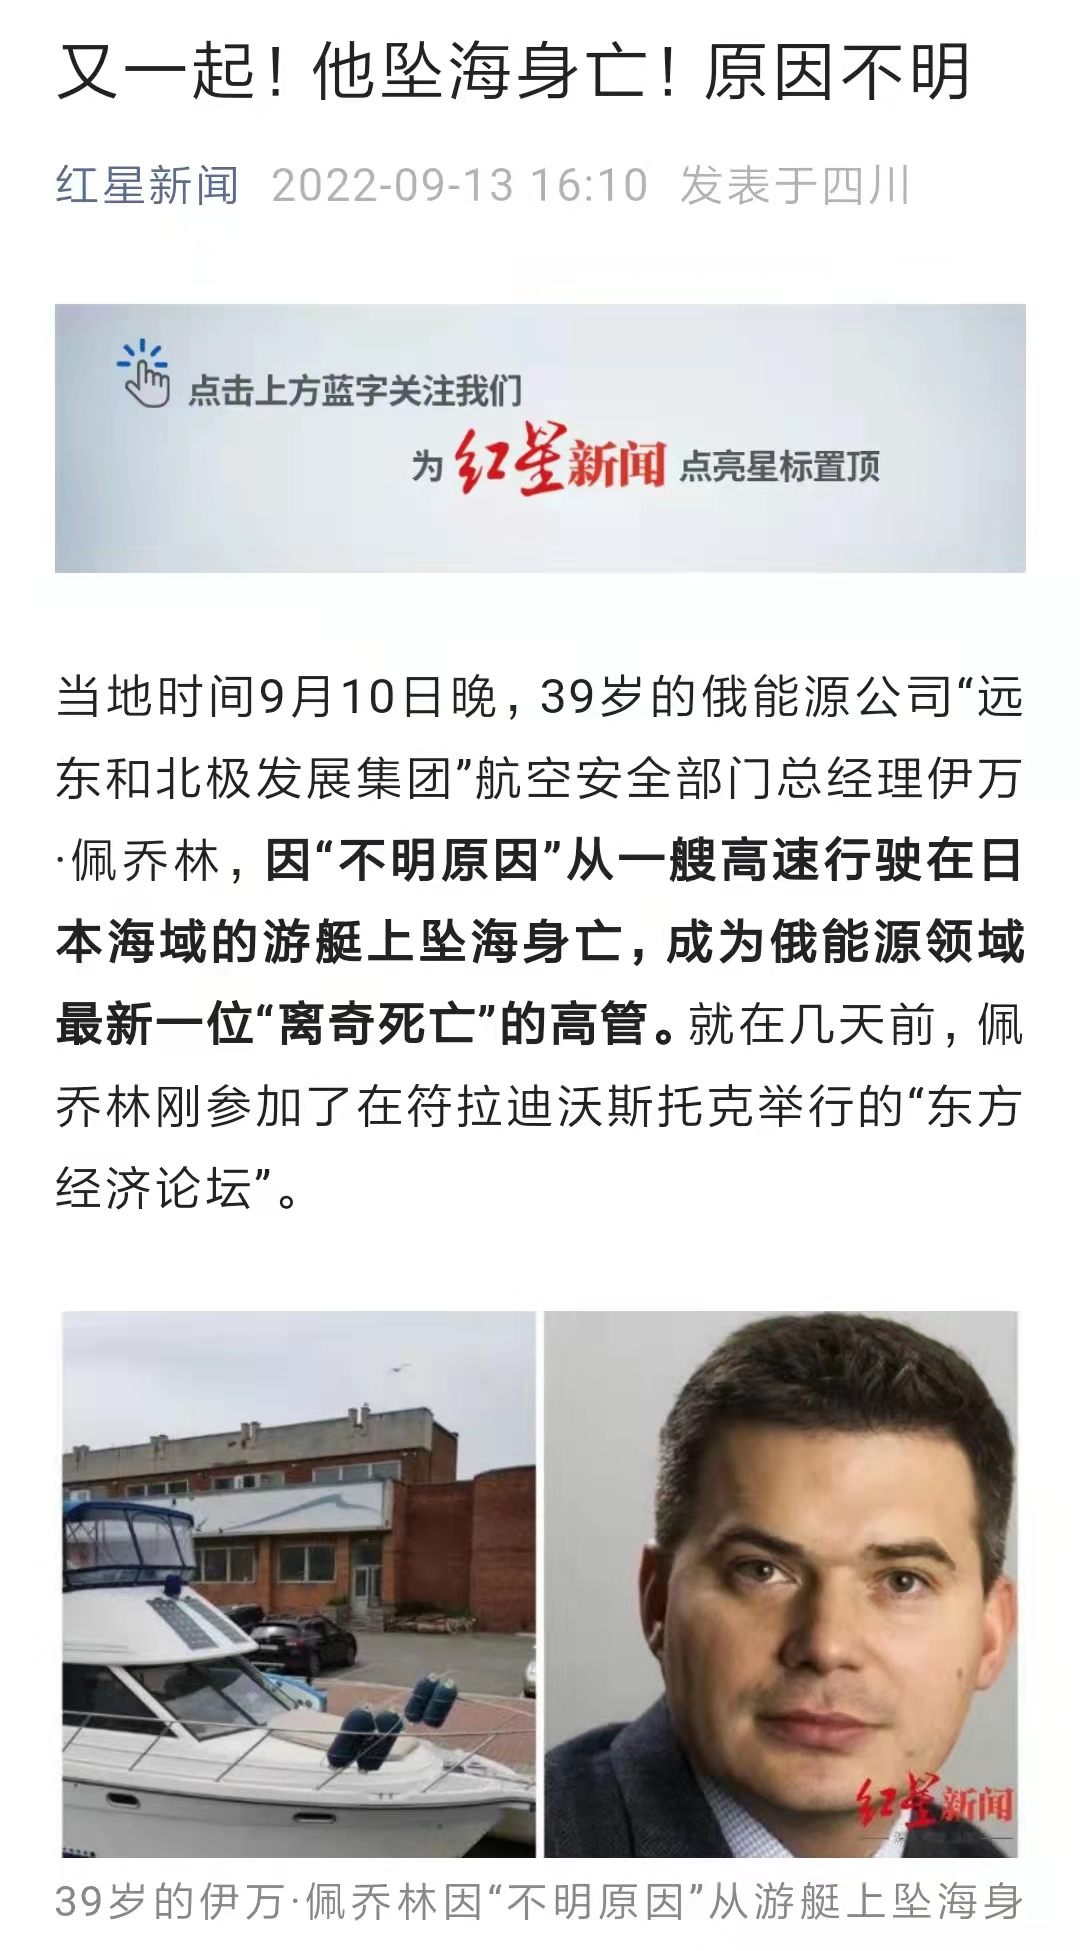 又一起！他坠海身亡！原因不明
红星新闻 2022-09-13 16:10 发表于四川
点击上方蓝字关注我们
为红星新闻点亮星标置顶
当地时间9月10日晚，39岁的俄能源公司“远
东和北极发展集团”航空安全部门总经理伊万
·佩乔林，因“不明原因”从一艘高速行驶在日
本海域的游艇上坠海身亡，成为俄能源领域
最新一位“离奇死亡”的高管。就在几天前，佩
乔林刚参加了在符拉迪沃斯托克举行的“东方
经济论坛”。
红星新闻
39岁的伊万·佩乔林因“不明原因”从游艇上坠海身